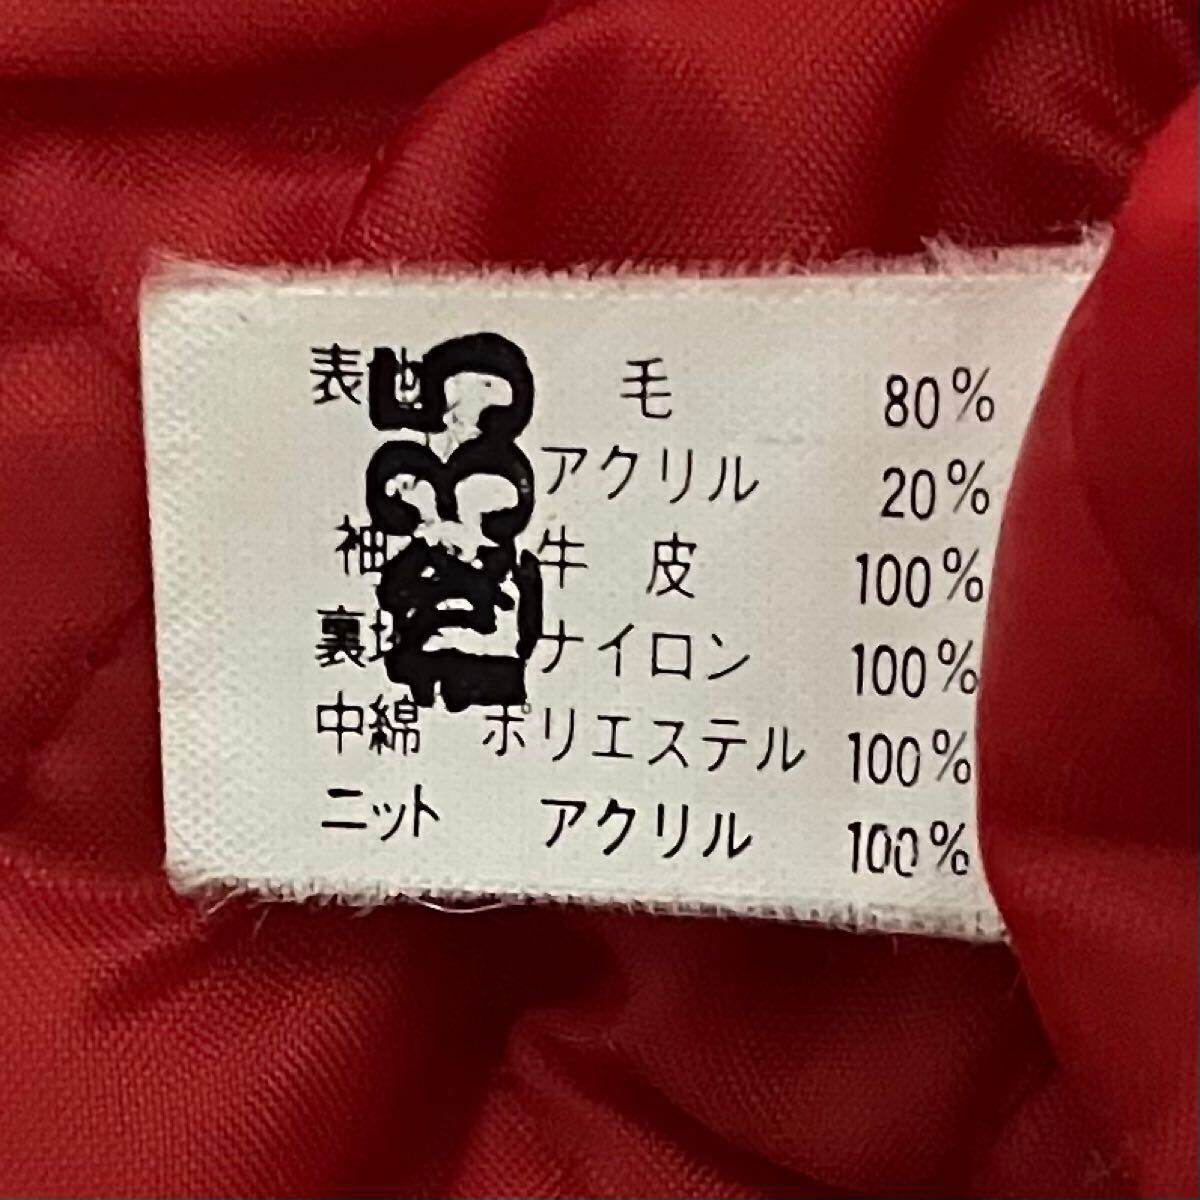 表地 毛 80%
アクリル 20%
袖 牛皮 100%
裏地 ナイロン 100%
中綿 ポリエステル 100%
ニット アクリル 100%